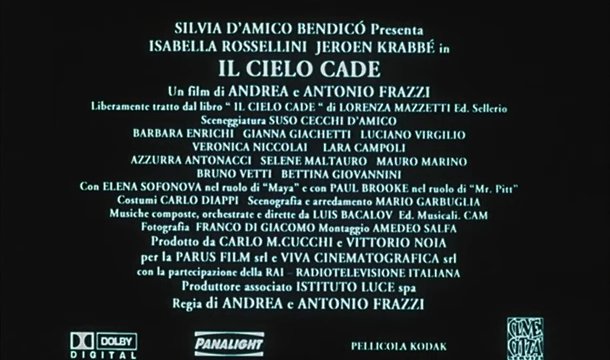 SILVIA D'AMICO BENDICÓ Presenta
ISABELLA ROSSELLINI JEROEN KRABBÉ in
IL CIELO CADE
Un film di ANDREA e ANTONIO FRAZZI
Liberamente tratto dal libro " IL CIELO CADE " di LORENZA MAZZETTI Ed. Sellerio
Sceneggiatura SUSO CECCHI D'AMICO
BARBARA ENRICHI GIANNA GIACHETTI LUCIANO VIRGILIO
VERONICA NICCOLAI LARA CAMPOLI
AZZURRA ANTONACCI SELENE MALTAURO MAURO MARINO
BRUNO VETTI BETTINA GIOVANNINI
Con ELENA SOFONOVA nel ruolo di "Maya" e con PAUL BROOKE nel ruolo di "Mr. Pitt"
Costumi CARLO DIAPPI Scenografia e arredamento MARIO GARBUGLIA
Musiche composte, orchestrate e dirette da LUIS BACALOV Ed. Musicali. CAM
Fotografia FRANCO DI GIACOMO Montaggio AMEDEO SALFA
Prodotto da CARLO M.CUCCHI e VITTORIO NOIA
per la PARUS FILM srl e VIVA CINEMATOGRAFICA srl
con la partecipazione della RAI – RADIOTELEVISIONE ITALIANA
Produttore associato ISTITUTO LUCE spa
Regia di ANDREA e ANTONIO FRAZZI
DOLBY
DIGITAL
PANALIGHT
PELLICOLA KODAK
CINE
CITTÀ